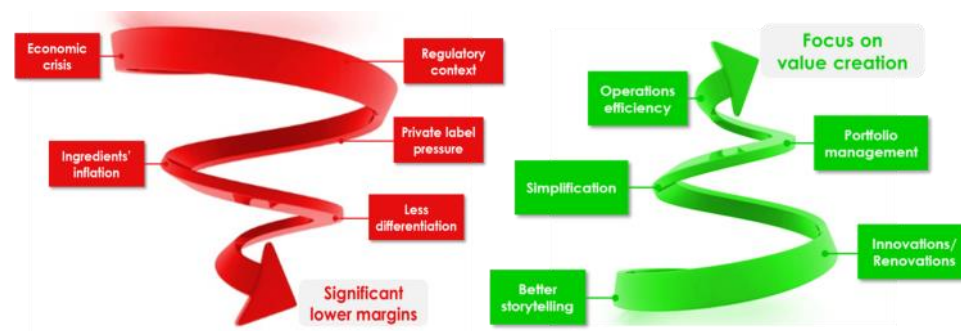 Economic
crisis
Regulatory
context
Private label
pressure
Ingredients'
inflation
Less
differentiation
Significant
lower margins
Focus on
value creation
Operations
efficiency
Portfolio
management
Simplification
Innovations/
Renovations
Better
storytelling